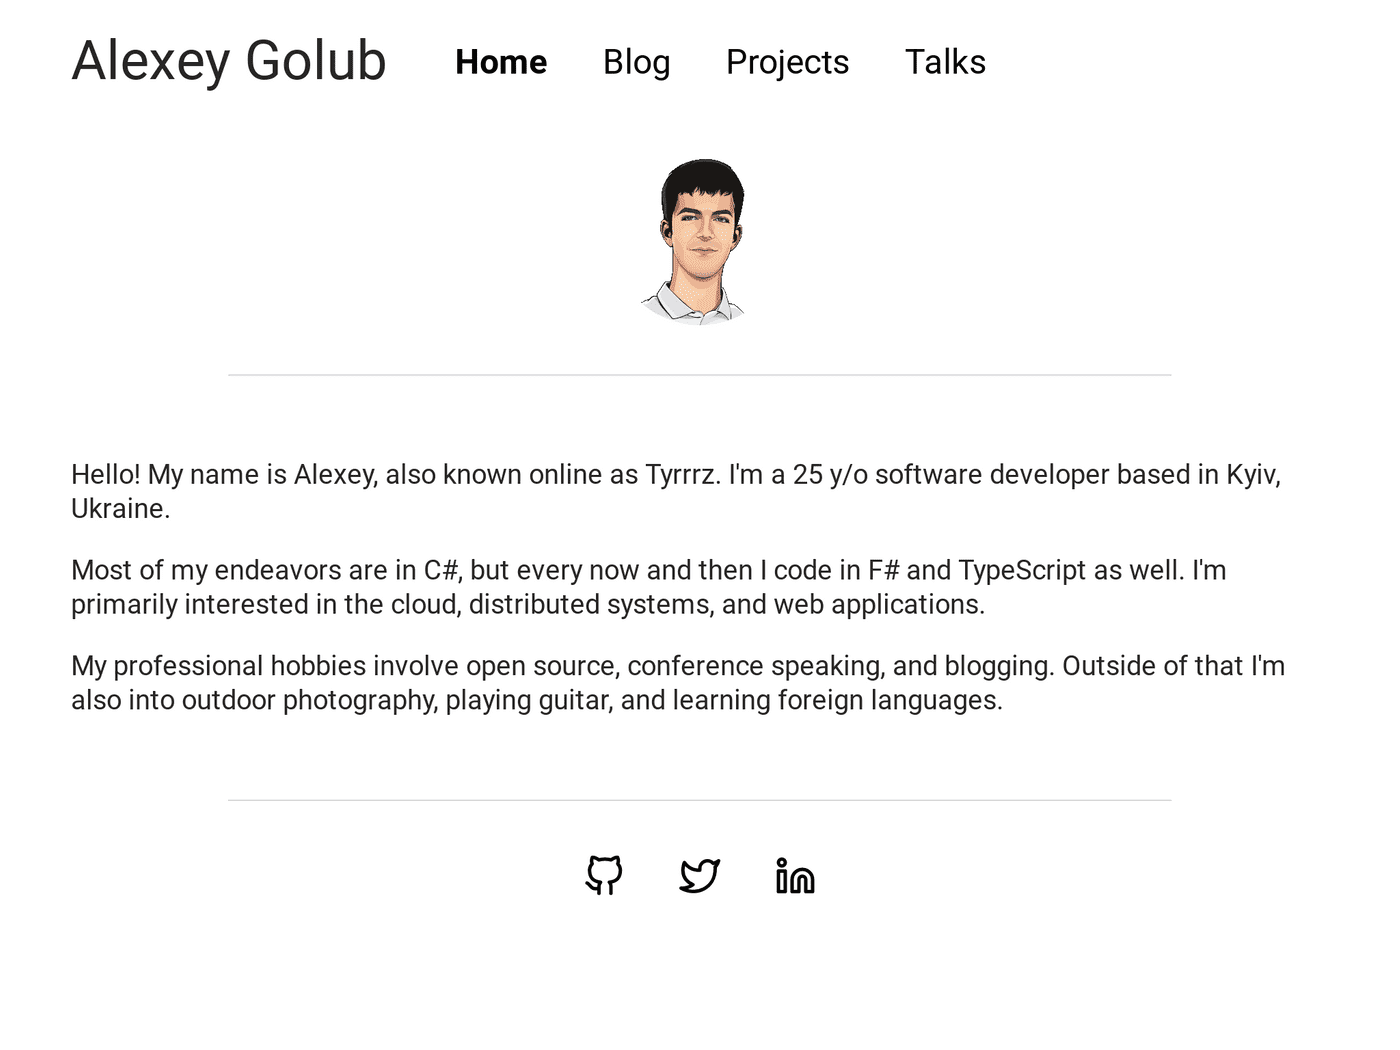 Alexey Golub Home Blog Projects Talks
Hello! My name is Alexey, also known online as Tyrrrz. I'm a 25 y/o software developer based in Kyiv,
Ukraine.
Most of my endeavors are in C#, but every now and then I code in F# and TypeScript as well. I'm
primarily interested in the cloud, distributed systems, and web applications.
My professional hobbies involve open source, conference speaking, and blogging. Outside of that I'm
also into outdoor photography, playing guitar, and learning foreign languages.
in